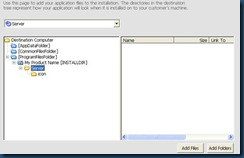 Use this page to add your application files to the installation. The directories in the destination
tree represent how your application will look when it is installed on to your customer's machine.
Server
Destination Computer
[AppDataFolder]
[CommonFilesFolder]
[ProgramFilesFolder]
My Product Name [INSTALLDIR]
Server
icon
Name
Size
Link To
Add Files
Add Folders